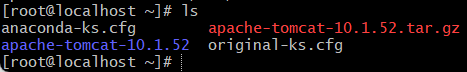 [root@localhost ~]# ls
anaconda-ks.cfg apache-tomcat-10.1.52.tar.gz
apache-tomcat-10.1.52 original-ks.cfg
[root@localhost ~]#